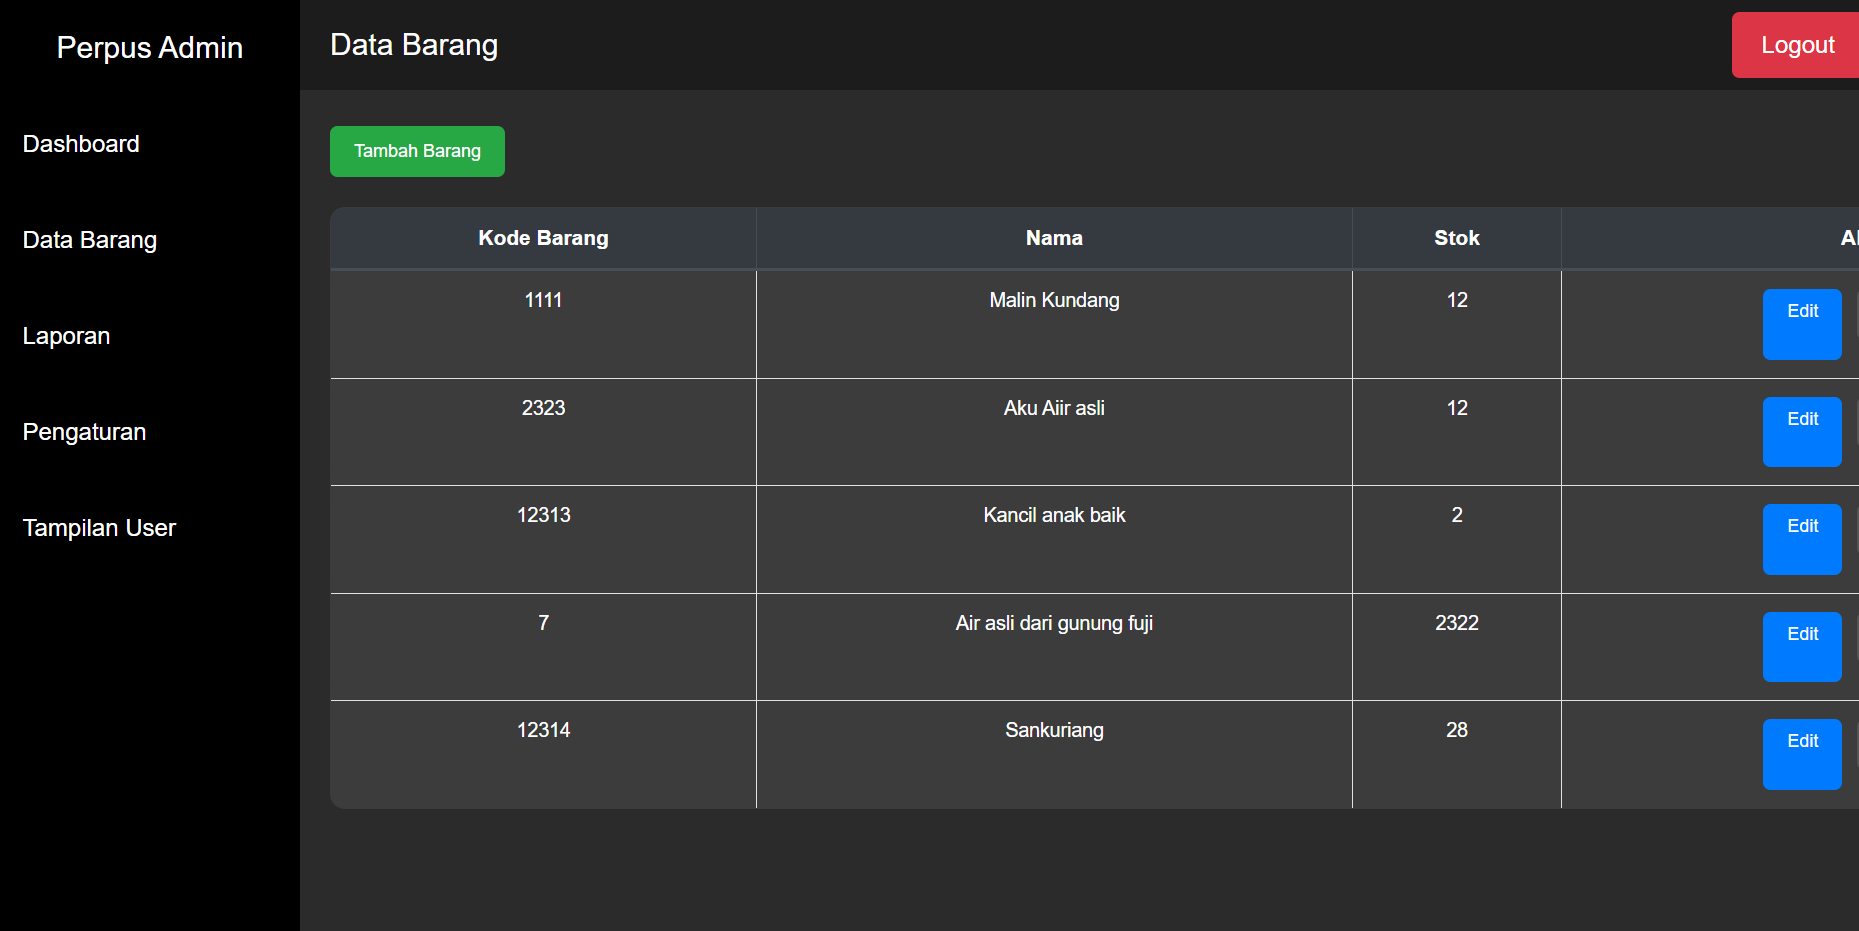 Perpus Admin
Dashboard
Data Barang
Laporan
Pengaturan
Tampilan User
Data Barang
Logout
Tambah Barang
Kode Barang Nama Stok
1111 Malin Kundang 12 Edit
2323 Aku Aiir asli 12 Edit
12313 Kancil anak baik 2 Edit
7 Air asli dari gunung fuji 2322 Edit
12314 Sankuriang 28 Edit